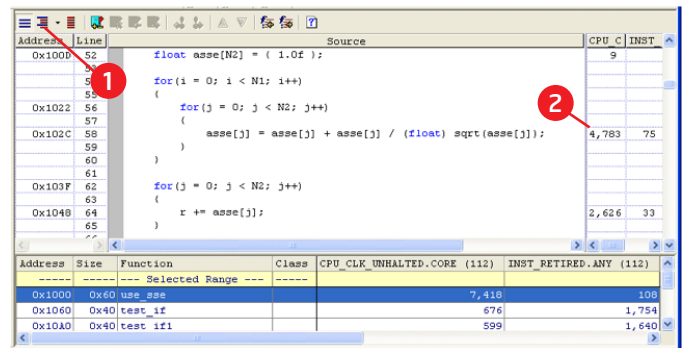 Address Line Source CPU_C INST_
0x100D 52 float asse[N2] = { 1.0f }; 9
for(i = 0; i < N1; i++)
1
55 {
0x1022 56 for(j = 0; j < N2; j++)
2
57 {
0x102C 58 asse[j] = asse[j] + asse[j] / (float) sqrt(asse[j]); 4,783 75
59 }
60 }
61
0x103F 62 for(j = 0; j < N2; j++)
63 {
0x1048 64 r += asse[j]; 2,626 33
65 }
Address Size Function Class CPU_CLK_UNHALTED.CORE (112) INST_RETIRED.ANY (112)
----- ----- --- Selected Range --- -----
0x1000 0x60 use_sse 7,418 108
0x1060 0x40 test_if 676 1,754
0x10A0 0x40 test_if1 599 1,640